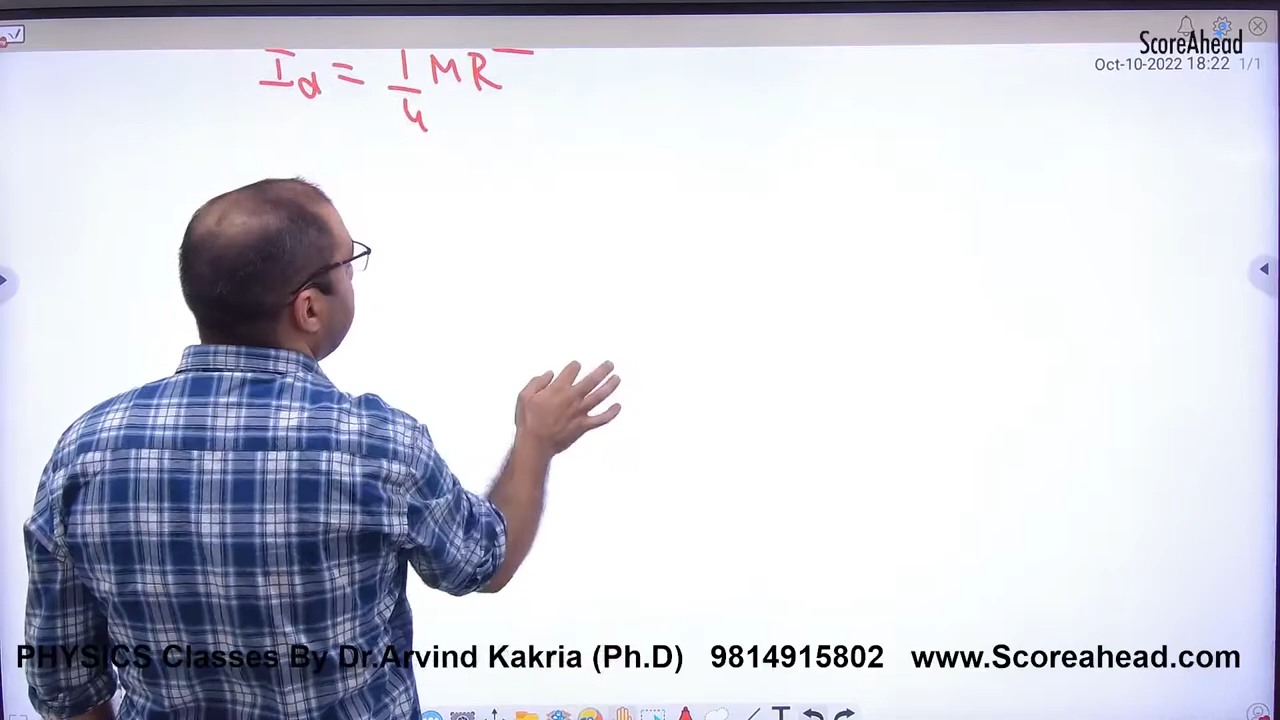 ScoreAhead
Oct-10-2022 18:22 1/1
I_d = 1/4 MR
PHYSICS Classes By Dr.Arvind Kakria (Ph.D) 9814915802 www.Scoreahead.com